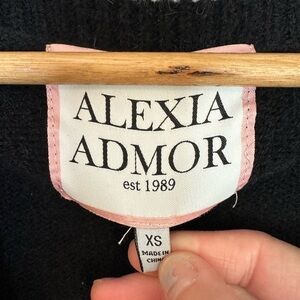 ALEXIA
ADMOR
est 1989
XS
MADE IN
CHINA